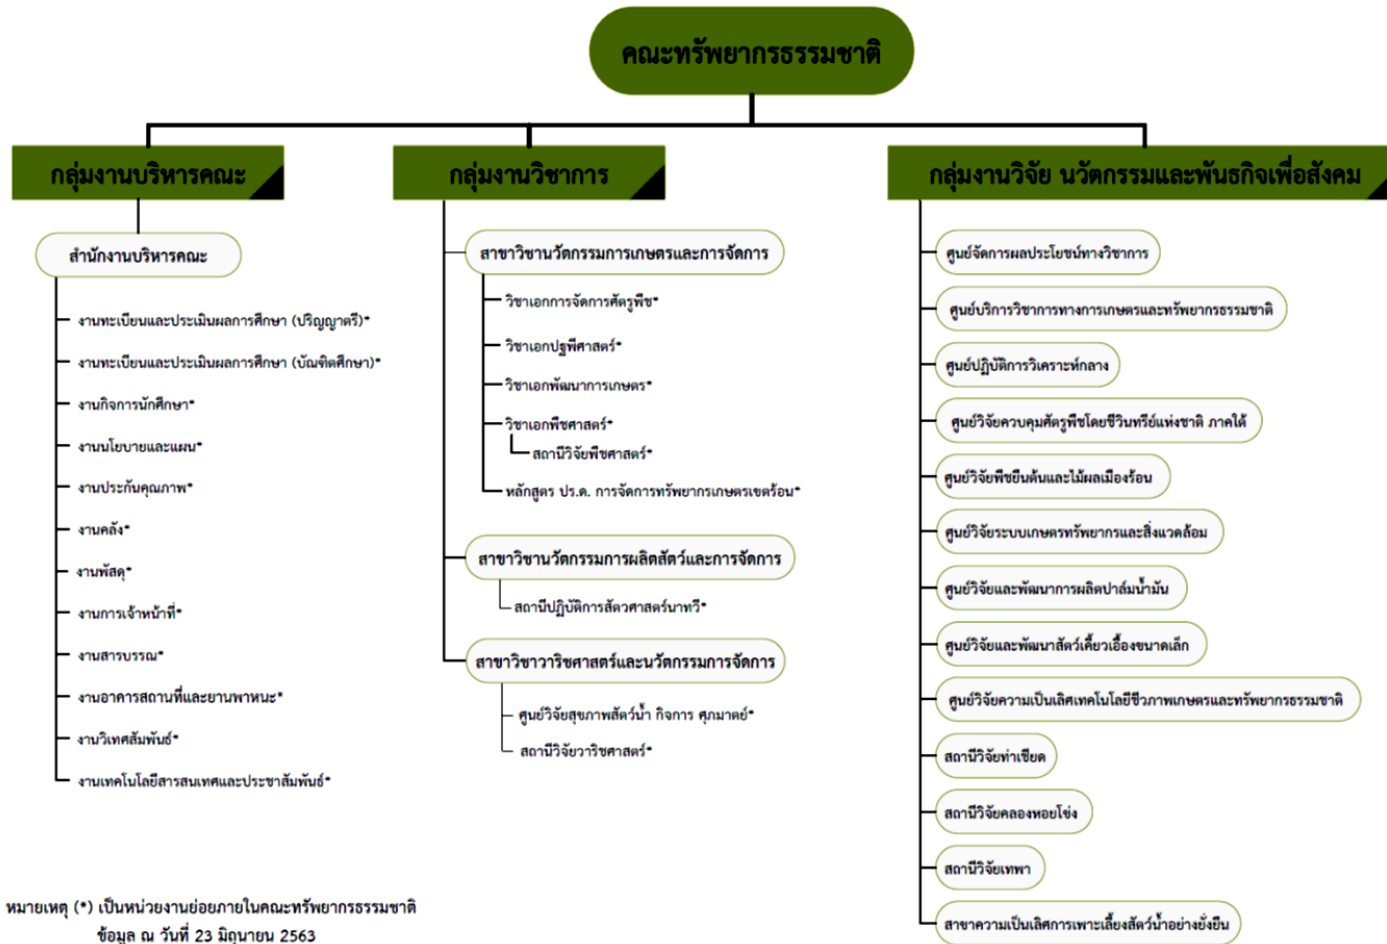 คณะทรัพยากรธรรมชาติ
กลุ่มงานบริหารคณะ
สำนักงานบริหารคณะ
งานทะเบียนและประเมินผลการศึกษา (ปริญญาตรี)*
งานทะเบียนและประเมินผลการศึกษา (บัณฑิตศึกษา)*
งานกิจการนักศึกษา*
งานนโยบายและแผน*
งานประกันคุณภาพ*
งานคลัง*
งานพัสดุ*
งานการเจ้าหน้าที่*
งานสารบรรณ*
งานอาคารสถานที่และยานพาหนะ*
งานวิเทศสัมพันธ์*
งานเทคโนโลยีสารสนเทศและประชาสัมพันธ์*
กลุ่มงานวิชาการ
สาขาวิชานวัตกรรมการเกษตรและการจัดการ
วิชาเอกการจัดการศัตรูพืช*
วิชาเอกปฐพีศาสตร์*
วิชาเอกพัฒนาการเกษตร*
วิชาเอกพืชศาสตร์*
สถานีวิจัยพืชศาสตร์*
หลักสูตร ปร.ด. การจัดการทรัพยากรเกษตรเขตร้อน*
สาขาวิชานวัตกรรมการผลิตสัตว์และการจัดการ
สถานีปฏิบัติการสัตวศาสตร์นาทวี*
สาขาวิชาวาริชศาสตร์และนวัตกรรมการจัดการ
ศูนย์วิจัยสุขภาพสัตว์น้ำ กิจการ ศุภมาตย์*
สถานีวิจัยวาริชศาสตร์*
กลุ่มงานวิจัย นวัตกรรมและพันธกิจเพื่อสังคม
ศูนย์จัดการผลประโยชน์ทางวิชาการ
ศูนย์บริการวิชาการทางการเกษตรและทรัพยากรธรรมชาติ
ศูนย์ปฏิบัติการวิเคราะห์กลาง
ศูนย์วิจัยควบคุมศัตรูพืชโดยชีวินทรีย์แห่งชาติ ภาคใต้
ศูนย์วิจัยพืชยืนต้นและไม้ผลเมืองร้อน
ศูนย์วิจัยระบบเกษตรทรัพยากรและสิ่งแวดล้อม
ศูนย์วิจัยและพัฒนาการผลิตปาล์มน้ำมัน
ศูนย์วิจัยและพัฒนาสัตว์เคี้ยวเอื้องขนาดเล็ก
ศูนย์วิจัยความเป็นเลิศเทคโนโลยีชีวภาพเกษตรและทรัพยากรธรรมชาติ
สถานีวิจัยท่าเชียด
สถานีวิจัยคลองหอยโข่ง
สถานีวิจัยเทพา
สาขาความเป็นเลิศการเพาะเลี้ยงสัตว์น้ำอย่างยั่งยืน
หมายเหตุ (*) เป็นหน่วยงานย่อยภายในคณะทรัพยากรธรรมชาติ
ข้อมูล ณ วันที่ 23 มิถุนายน 2563